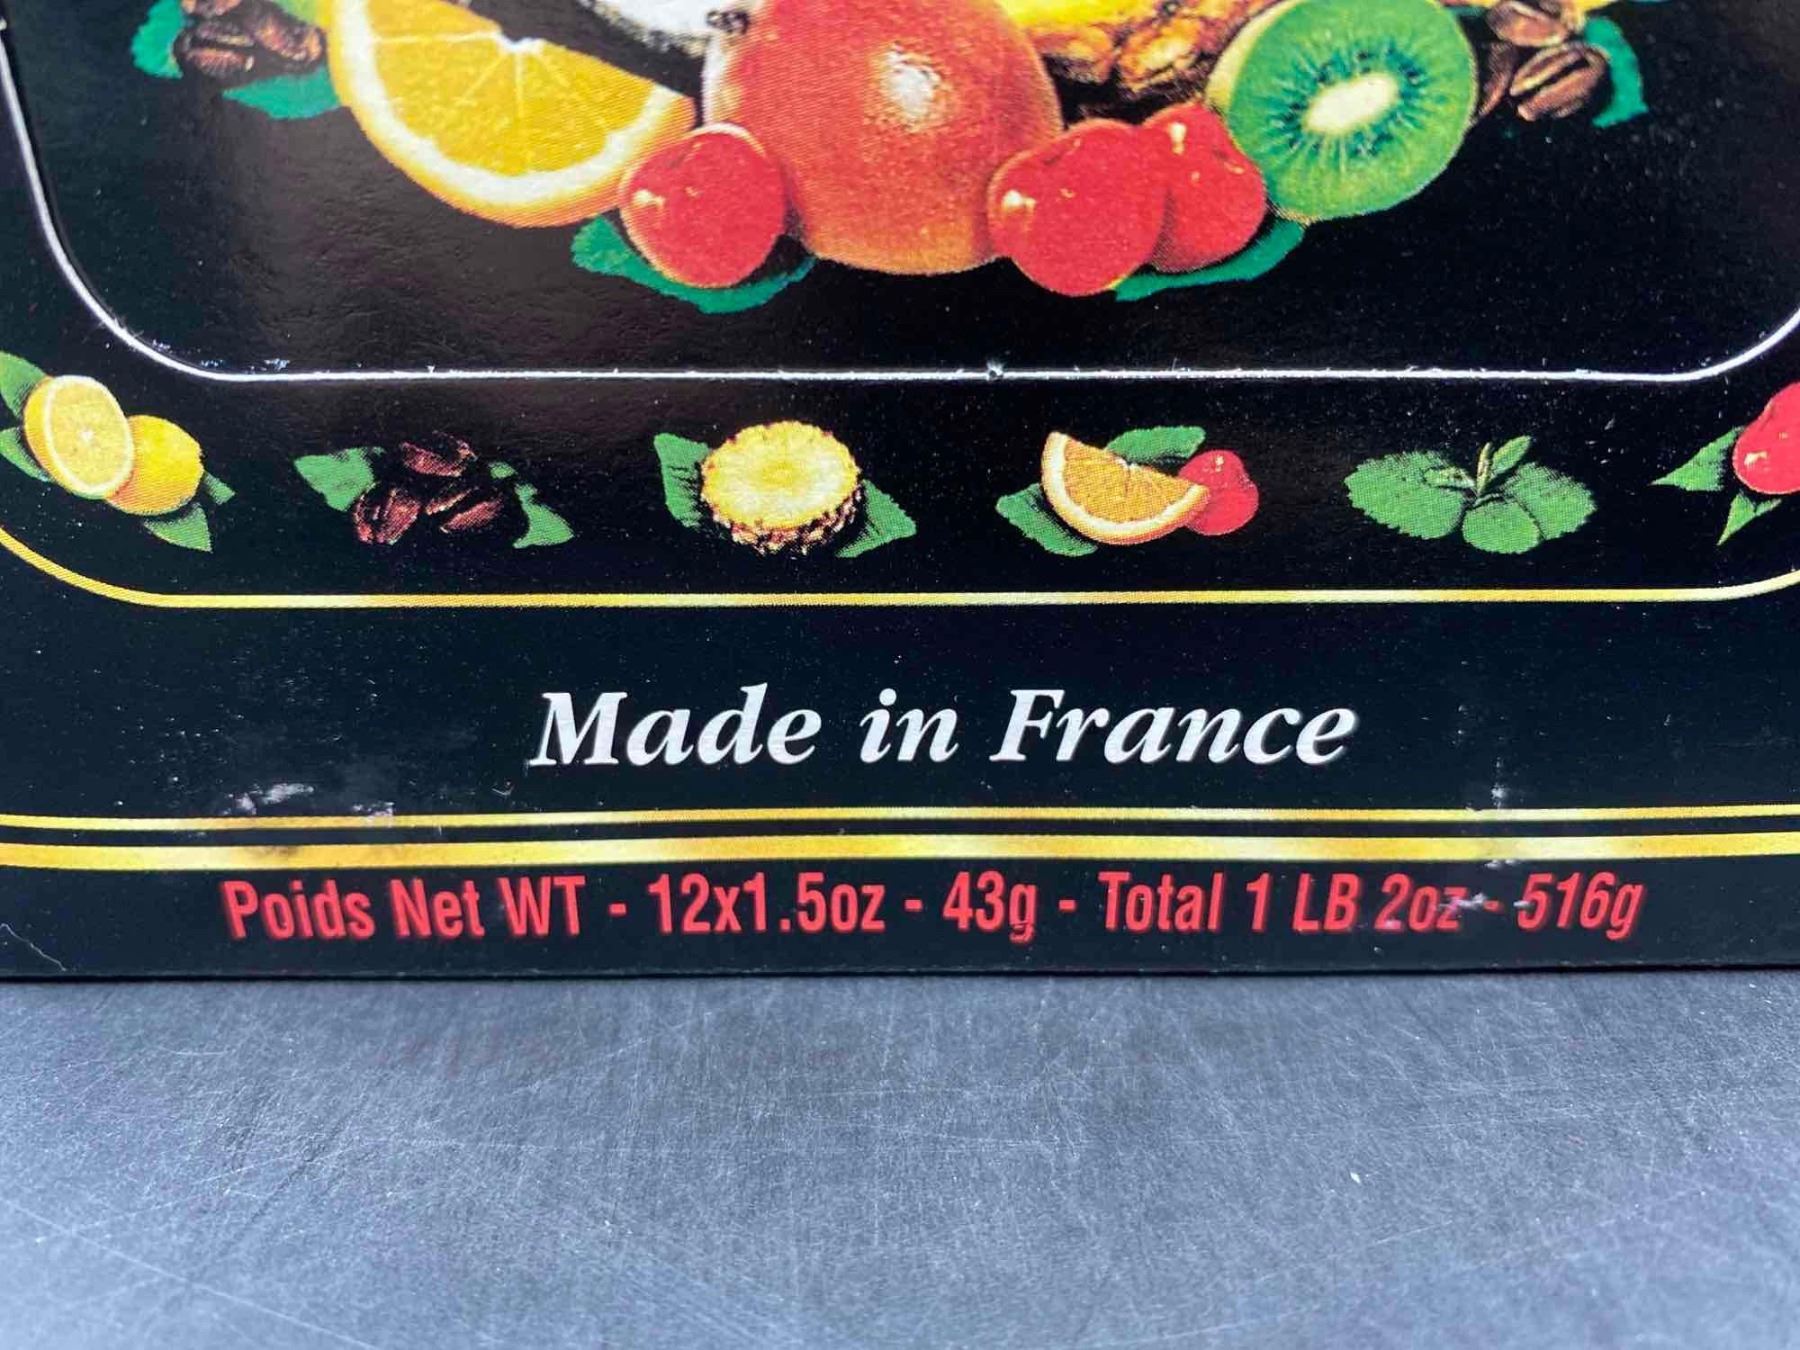 Made in France
Poids Net WT - 12x1.5oz - 43g - Total 1 LB 2oz - 516g